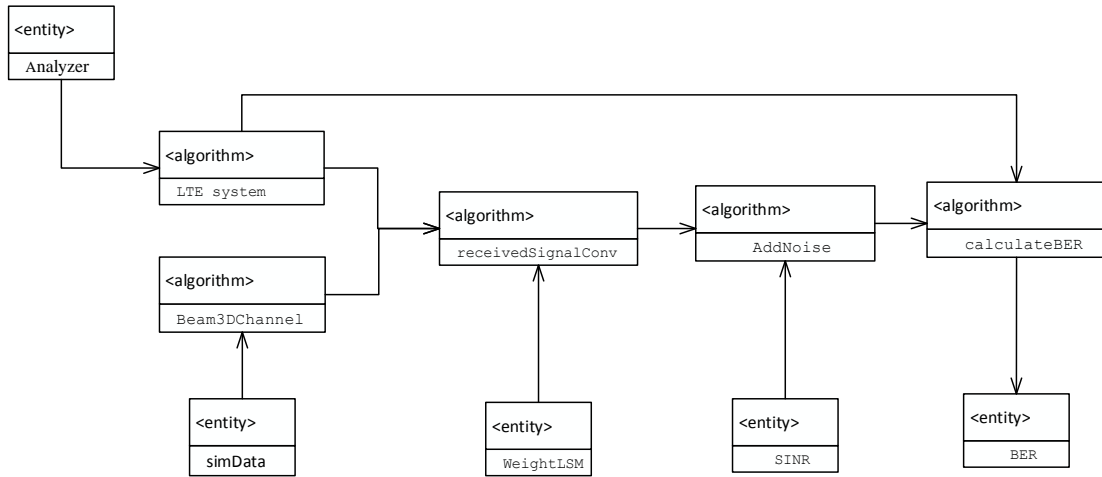 <entity>
Analyzer
<algorithm>
LTE system
<algorithm>
Beam3DChannel
<entity>
simData
<algorithm>
receivedSignalConv
<entity>
WeightLSM
<algorithm>
AddNoise
<entity>
SINR
<algorithm>
calculateBER
<entity>
BER